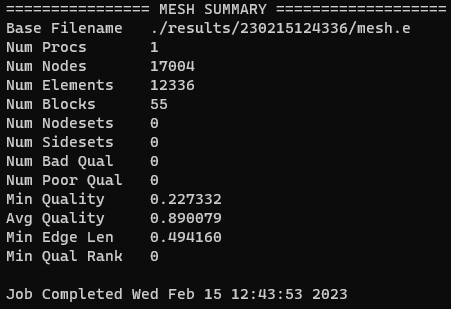 ================ MESH SUMMARY ===================
Base Filename   ./results/230215124336/mesh.e
Num Procs       1
Num Nodes       17004
Num Elements    12336
Num Blocks      55
Num Nodesets    0
Num Sidesets    0
Num Bad Qual    0
Num Poor Qual   0
Min Quality     0.227332
Avg Quality     0.890079
Min Edge Len    0.494160
Min Qual Rank   0

Job Completed Wed Feb 15 12:43:53 2023